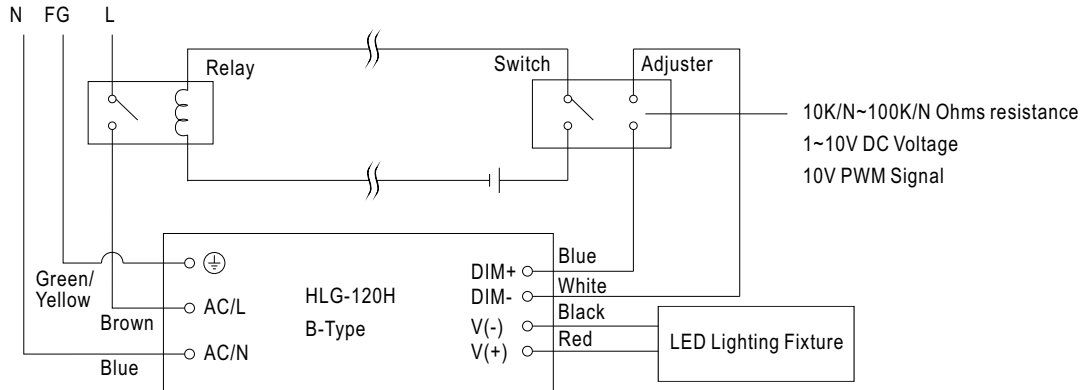 N FG L
Relay
Switch
Adjuster
10K/N~100K/N Ohms resistance
1~10V DC Voltage
10V PWM Signal
Green/
Yellow
Brown
Blue
AC/L
AC/N
HLG-120H
B-Type
DIM+
DIM-
V(-)
V(+)
Blue
White
Black
Red
LED Lighting Fixture